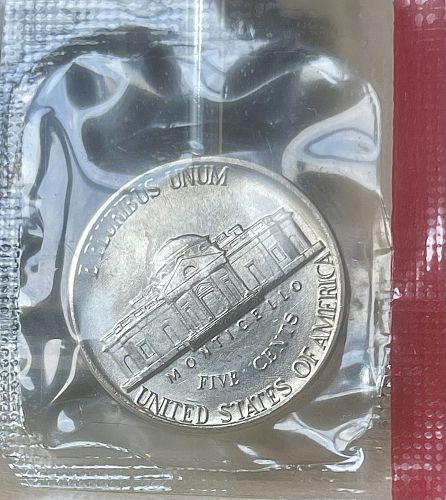 E PLURIBUS UNUM
MONTICELLO
FIVE CENTS
UNITED STATES OF AMERICA